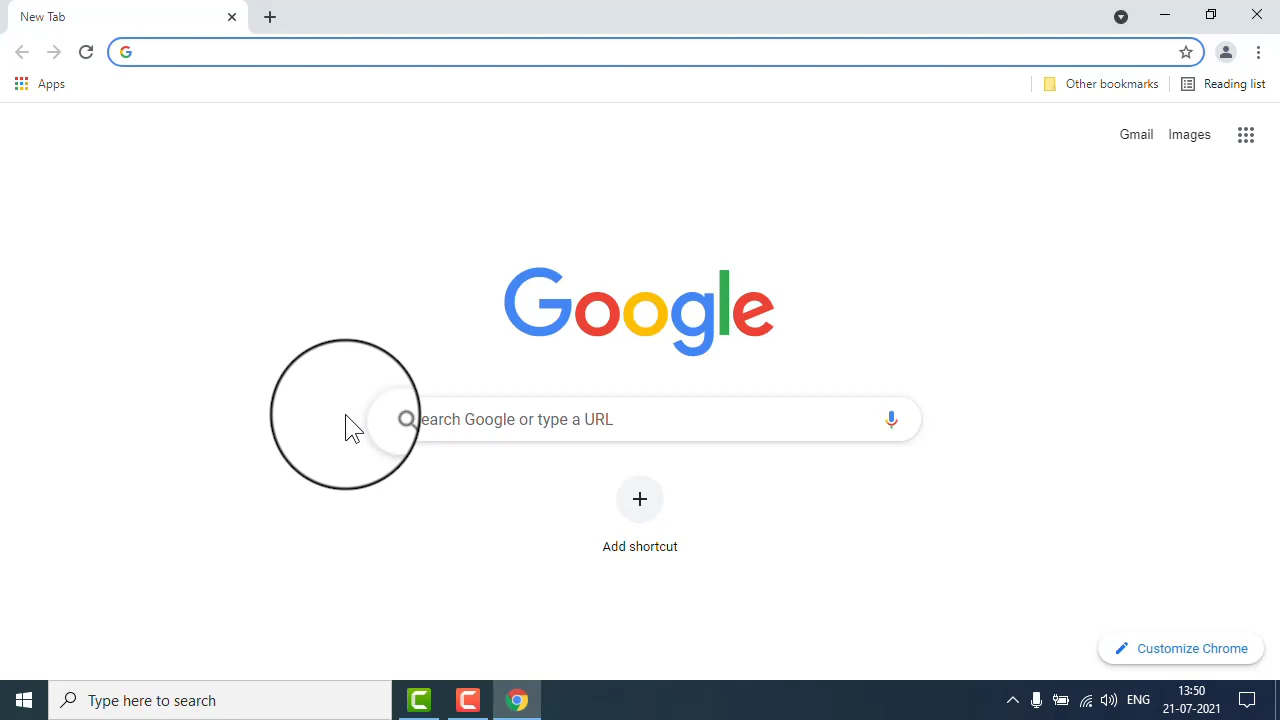 New Tab
Apps
Other bookmarks
Reading list
Gmail
Images
Google
earch Google or type a URL
Add shortcut
Customize Chrome
Type here to search
ENG
13:50
21-07-2021